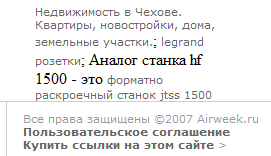 Недвижимость в Чехове.
Квартиры, новостройки, дома,
земельные участки.; legrand
розетки; Аналог станка hf
1500 - это форматно
раскроечный станок jtss 1500
Все права защищены ©2007 Airweek.ru
Пользовательское соглашение
Купить ссылки на этом сайте >